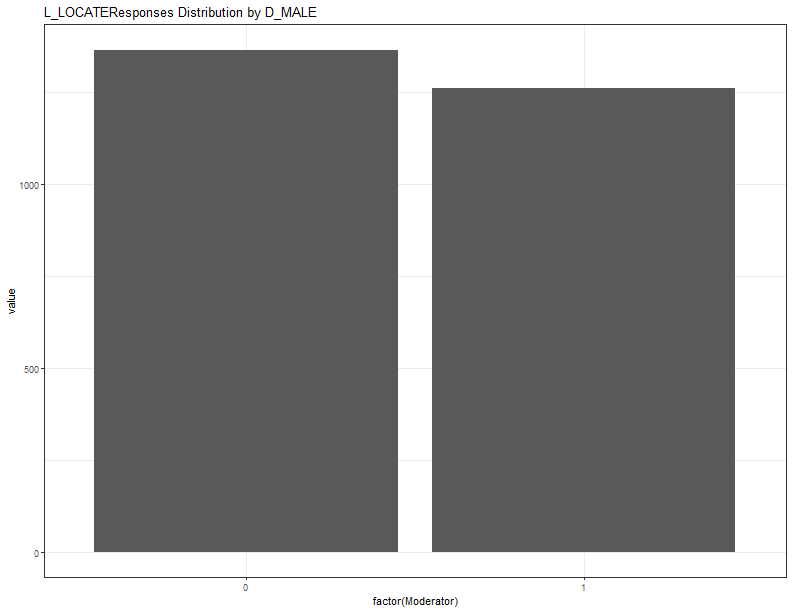 L_LOCATEResponses Distribution by D_MALE
value
1000
500
0
0
1
factor(Moderator)